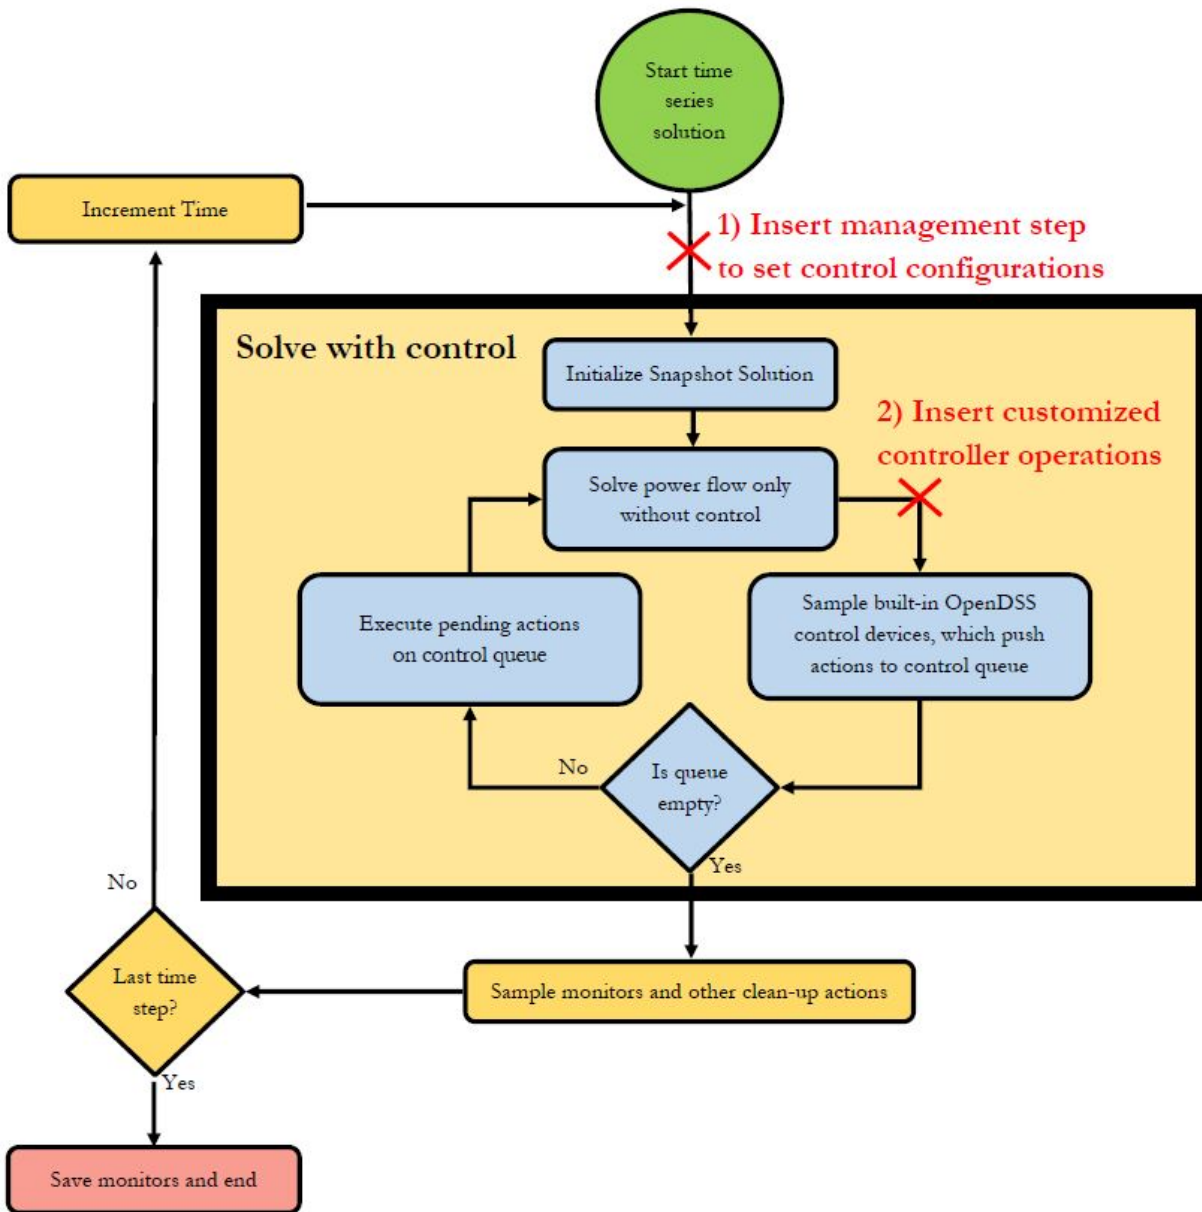 Start time
series
solution
Increment Time
1) Insert management step
to set control configurations
Solve with control
Initialize Snapshot Solution
2) Insert customized
controller operations
Solve power flow only
without control
Execute pending actions
on control queue
Sample built-in OpenDSS
control devices, which push
actions to control queue
No
Is queue
empty?
Yes
No
Last time
step?
Sample monitors and other clean-up actions
Yes
Save monitors and end